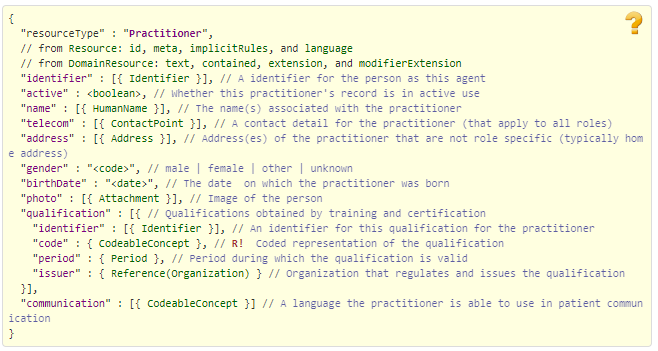 {
  "resourceType" : "Practitioner",
  // from Resource: id, meta, implicitRules, and language
  // from DomainResource: text, contained, extension, and modifierExtension
  "identifier" : [{ Identifier }], // A identifier for the person as this agent
  "active" : <boolean>, // Whether this practitioner's record is in active use
  "name" : [{ HumanName }], // The name(s) associated with the practitioner
  "telecom" : [{ ContactPoint }], // A contact detail for the practitioner (that apply to all roles)
  "address" : [{ Address }], // Address(es) of the practitioner that are not role specific (typically hom
e address)
  "gender" : "<code>", // male | female | other | unknown
  "birthDate" : "<date>", // The date  on which the practitioner was born
  "photo" : [{ Attachment }], // Image of the person
  "qualification" : [{ // Qualifications obtained by training and certification
    "identifier" : [{ Identifier }], // An identifier for this qualification for the practitioner
    "code" : { CodeableConcept }, // R!  Coded representation of the qualification
    "period" : { Period }, // Period during which the qualification is valid
    "issuer" : { Reference(Organization) } // Organization that regulates and issues the qualification
  }],
  "communication" : [{ CodeableConcept }] // A language the practitioner is able to use in patient commun
ication
}
?